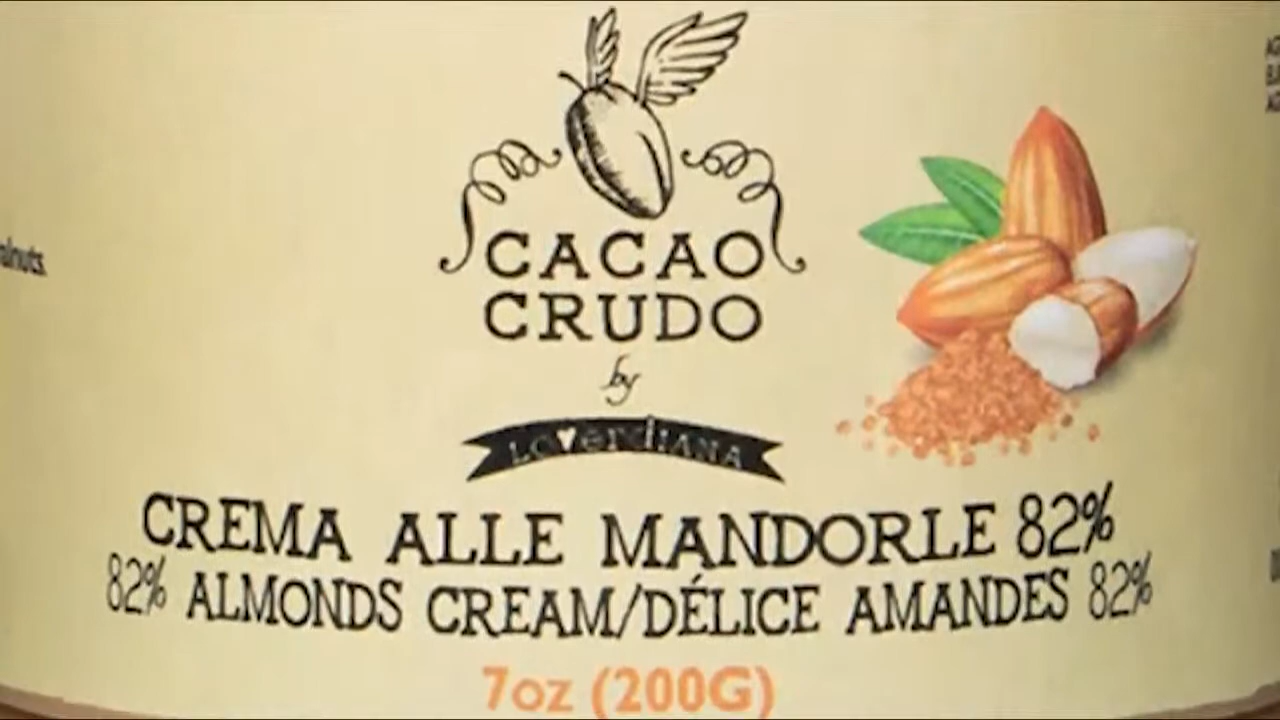 CACAO
CRUDO
by
LoverdiANA
CREMA ALLE MANDORLE 82%
82% ALMONDS CREAM/DÉLICE AMANDES 82%
7oz (200G)